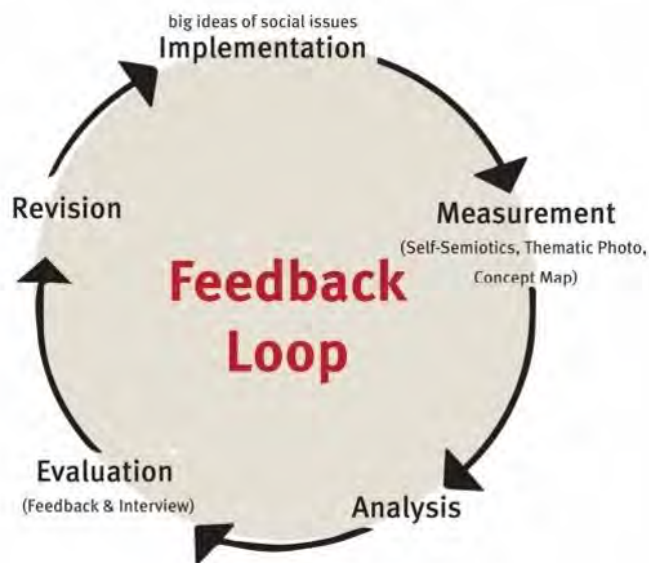 big ideas of social issues
Implementation
Measurement
(Self-Semiotics, Thematic Photo,
Concept Map)
Analysis
Evaluation
(Feedback & Interview)
Revision
Feedback
Loop